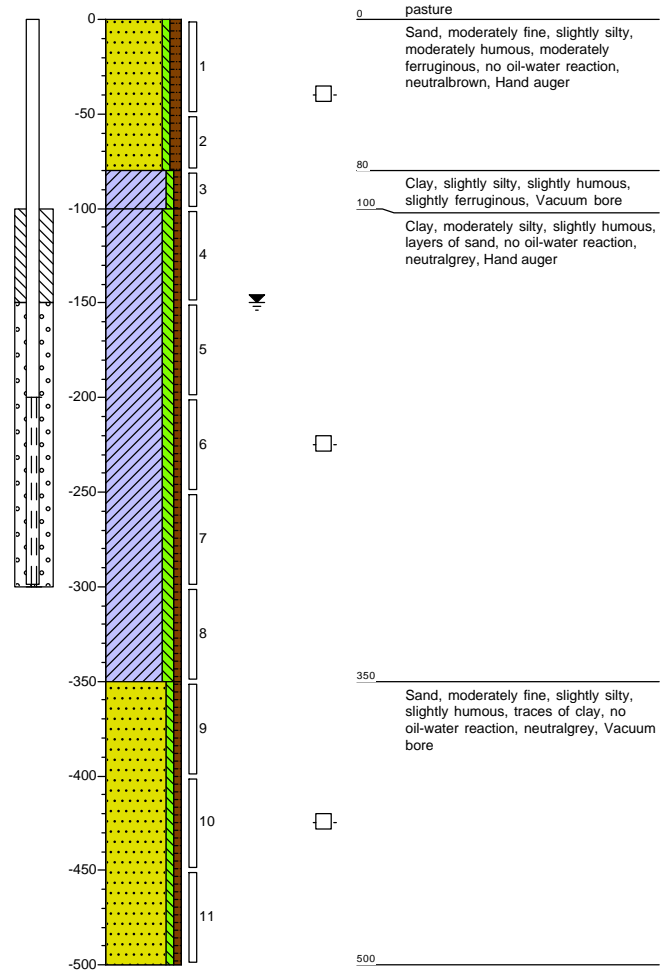 0
-50
-100
-150
-200
-250
-300
-350
-400
-450
-500
1
2
3
4
5
6
7
8
9
10
11
0
pasture
Sand, moderately fine, slightly silty,
moderately humous, moderately
ferruginous, no oil-water reaction,
neutralbrown, Hand auger
80
Clay, slightly silty, slightly humous,
slightly ferruginous, Vacuum bore
100
Clay, moderately silty, slightly humous,
layers of sand, no oil-water reaction,
neutralgrey, Hand auger
350
Sand, moderately fine, slightly silty,
slightly humous, traces of clay, no
oil-water reaction, neutralgrey, Vacuum
bore
500